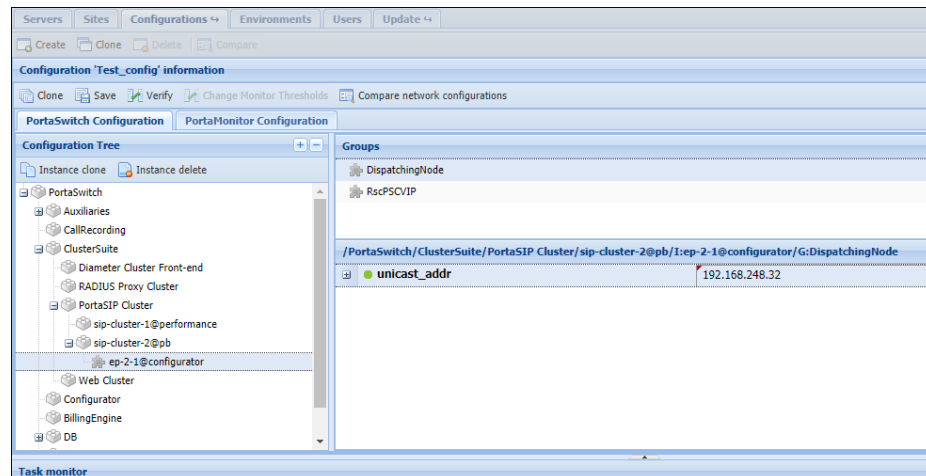 Servers Sites Configurations ↪ Environments Users Update ↪
Create Clone Delete Compare
Configuration 'Test_config' information
Clone Save Verify Change Monitor Thresholds Compare network configurations
PortaSwitch Configuration PortaMonitor Configuration
Configuration Tree
Instance clone Instance delete
PortaSwitch
Auxiliaries
CallRecording
ClusterSuite
Diameter Cluster Front-end
RADIUS Proxy Cluster
PortaSIP Cluster
sip-cluster-1@performance
sip-cluster-2@pb
ep-2-1@configurator
Web Cluster
Configurator
BillingEngine
DB
Groups
DispatchingNode
RscPSCVIP
/PortaSwitch/ClusterSuite/PortaSIP Cluster/sip-cluster-2@pb/I:ep-2-1@configurator/G:DispatchingNode
unicast_addr 192.168.248.32
Task monitor